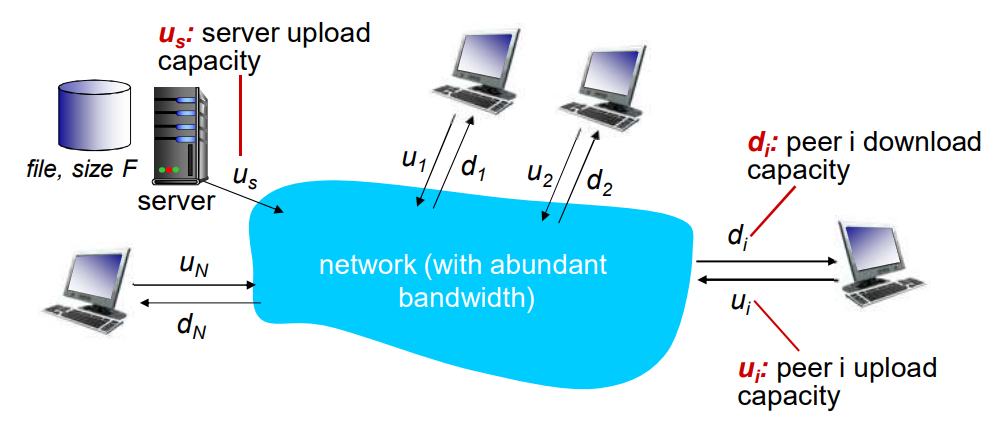 u_s: server upload
capacity
file, size F
server
u_s
u_1
d_1
u_2
d_2
d_i: peer i download
capacity
d_i
u_i
network (with abundant
bandwidth)
u_N
d_N
u_i: peer i upload
capacity